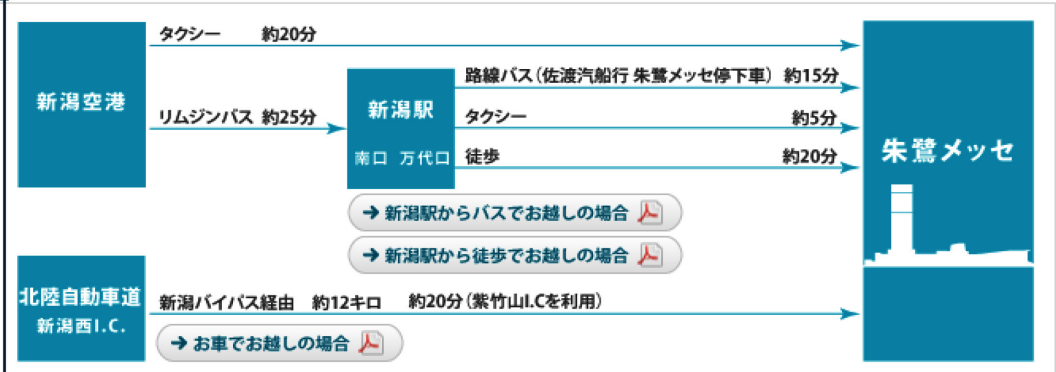 新潟空港
タクシー 約20分
リムジンバス 約25分
新潟駅
南口 万代口
路線バス(佐渡汽船行 朱鷺メッセ停下車) 約15分
タクシー 約5分
徒歩 約20分
朱鷺メッセ
→ 新潟駅からバスでお越しの場合
→ 新潟駅から徒歩でお越しの場合
北陸自動車道
新潟西I.C.
新潟バイパス経由 約12キロ 約20分(紫竹山I.Cを利用)
→ お車でお越しの場合